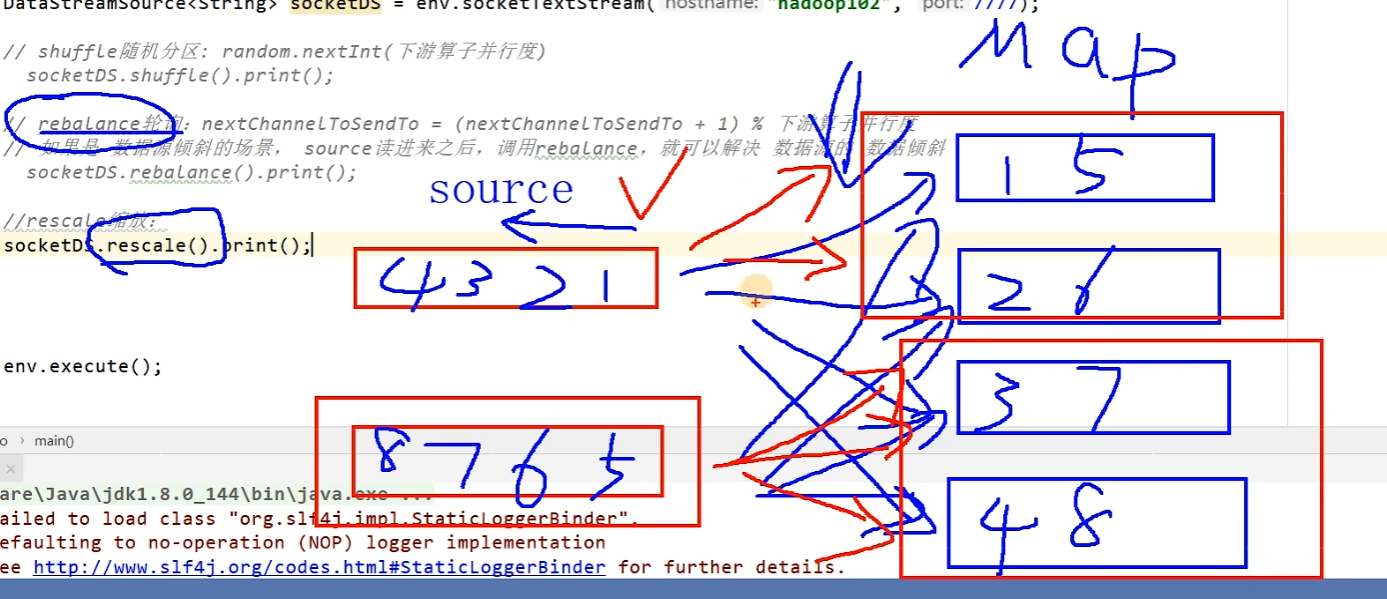 DataStreamSource<String> socketDS = env.socketTextStream( hostname: "hadoop102", port: 7777);
Map
// shuffle随机分区: random.nextInt(下游算子并行度)
socketDS.shuffle().print();
// rebalance轮询: nextChannelToSendTo = (nextChannelToSendTo + 1) % 下游算子并行度
// 如果是 数据源倾斜的场景, source读进来之后,调用rebalance,就可以解决 数据源的 数据倾斜
socketDS.rebalance().print();
1 5
source
//rescale缩放:
socketDS.rescale().print();
4 3 2 1
2 6
env.execute();
3 7
o › main()
8 7 6 5
are\Java\jdk1.8.0_144\bin\java.exe ...
4 8
ailed to load class "org.slf4j.impl.StaticLoggerBinder".
efaulting to no-operation (NOP) logger implementation
ee http://www.slf4j.org/codes.html#StaticLoggerBinder for further details.